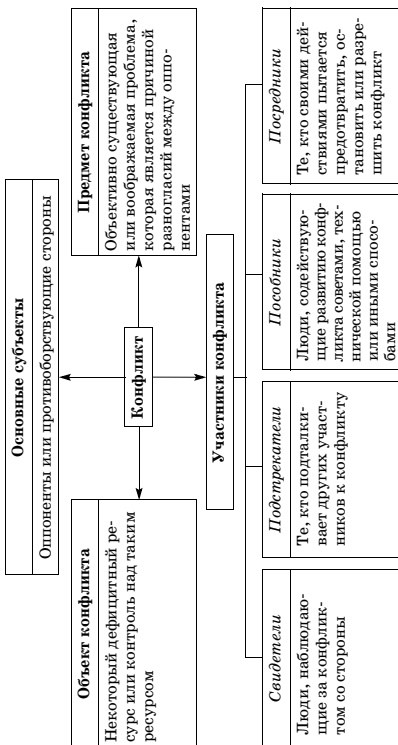 Основные субъекты
Оппоненты или противоборствующие стороны
Объект конфликта
Некоторый дефицитный ре-
сурс или контроль над таким
ресурсом
Конфликт
Предмет конфликта
Объективно существующая
или воображаемая проблема,
которая является причиной
разногласий между оппо-
нентами
Участники конфликта
Свидетели
Люди, наблюдаю-
щие за конфлик-
том со стороны
Подстрекатели
Те, кто подталки-
вает других участ-
ников к конфликту
Пособники
Люди, содействую-
щие развитию конф-
ликта советами, тех-
нической помощью
или иными спосо-
бами
Посредники
Те, кто своими дей-
ствиями пытается
предотвратить, ос-
тановить или разре-
шить конфликт